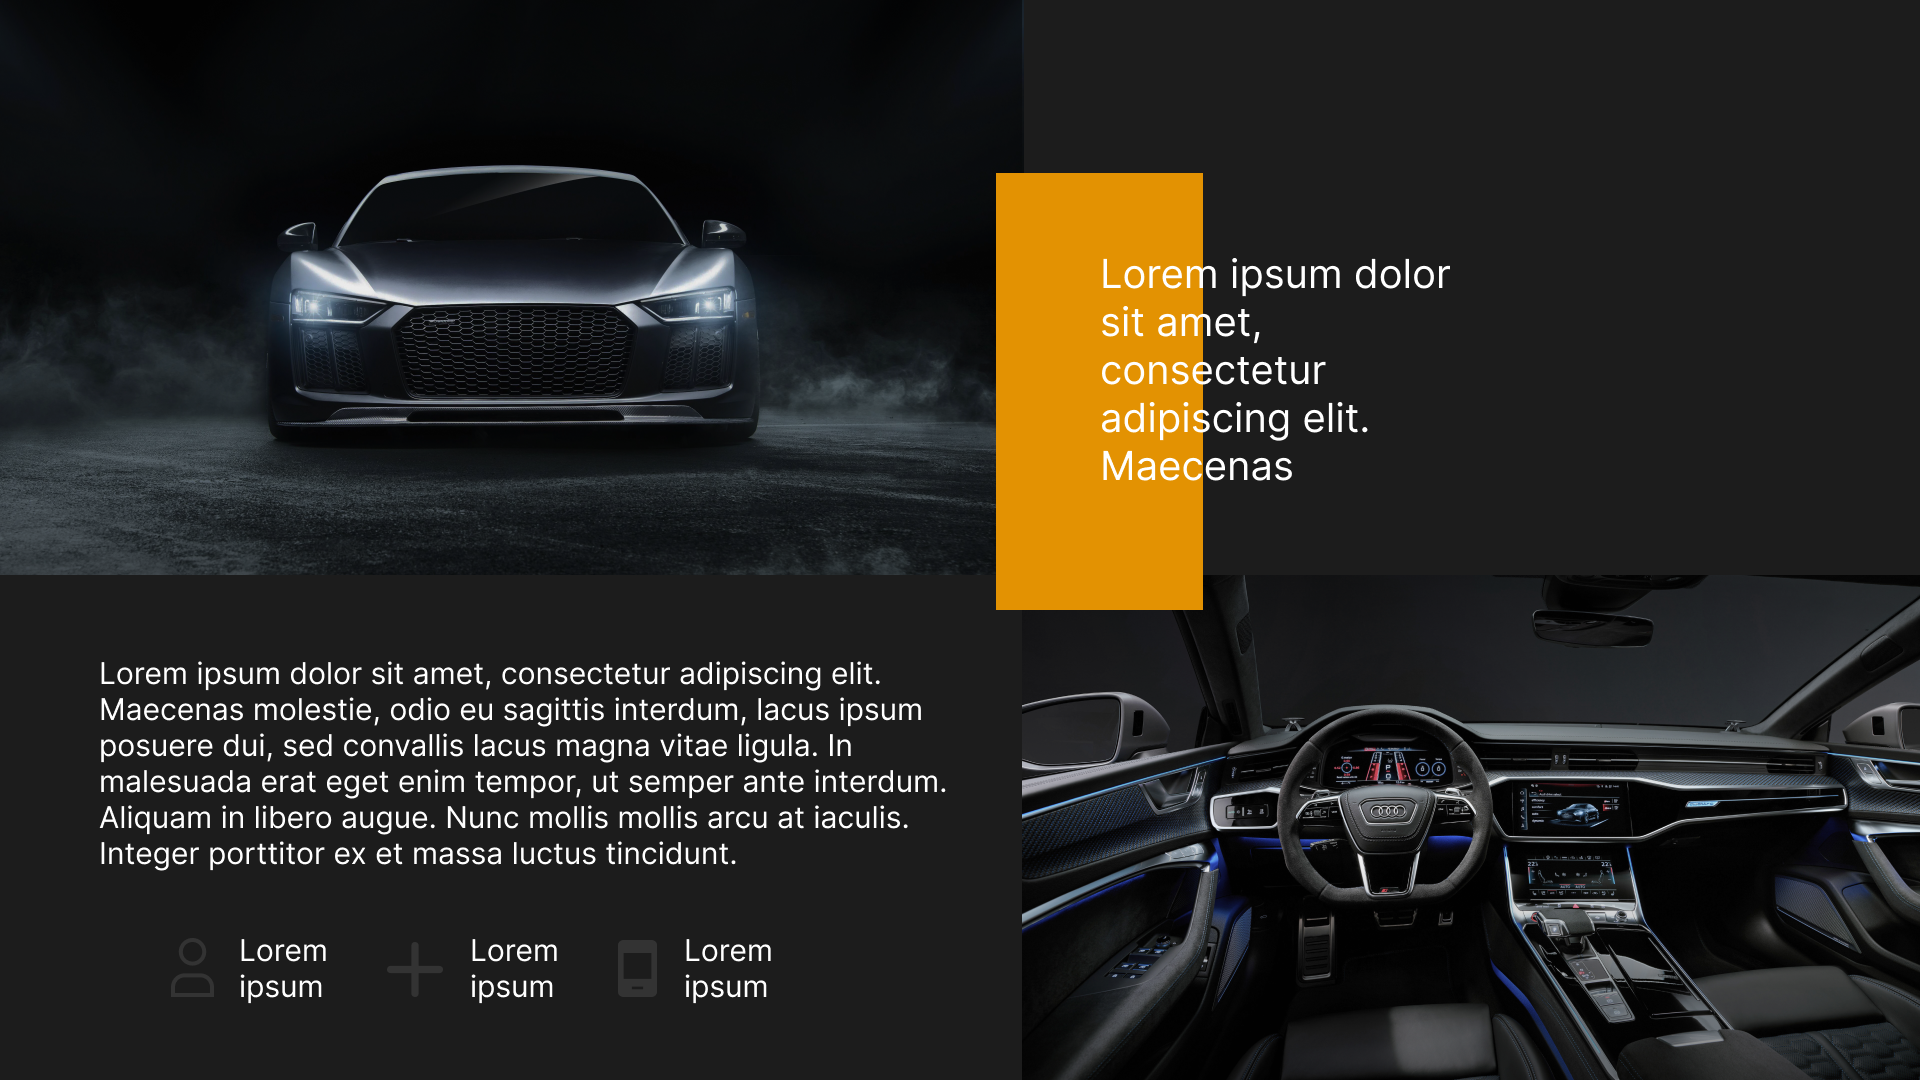 Lorem ipsum dolor
sit amet,
consectetur
adipiscing elit.
Maecenas
Lorem ipsum dolor sit amet, consectetur adipiscing elit.
Maecenas molestie, odio eu sagittis interdum, lacus ipsum
posuere dui, sed convallis lacus magna vitae ligula. In
malesuada erat eget enim tempor, ut semper ante interdum.
Aliquam in libero augue. Nunc mollis mollis arcu at iaculis.
Integer porttitor ex et massa luctus tincidunt.
Lorem
ipsum
Lorem
ipsum
Lorem
ipsum